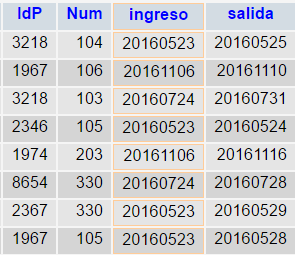 IdP Num ingreso salida
3218 104 20160523 20160525
1967 106 20161106 20161110
3218 103 20160724 20160731
2346 105 20160523 20160524
1974 203 20161106 20161116
8654 330 20160724 20160728
2367 330 20160523 20160529
1967 105 20160523 20160528